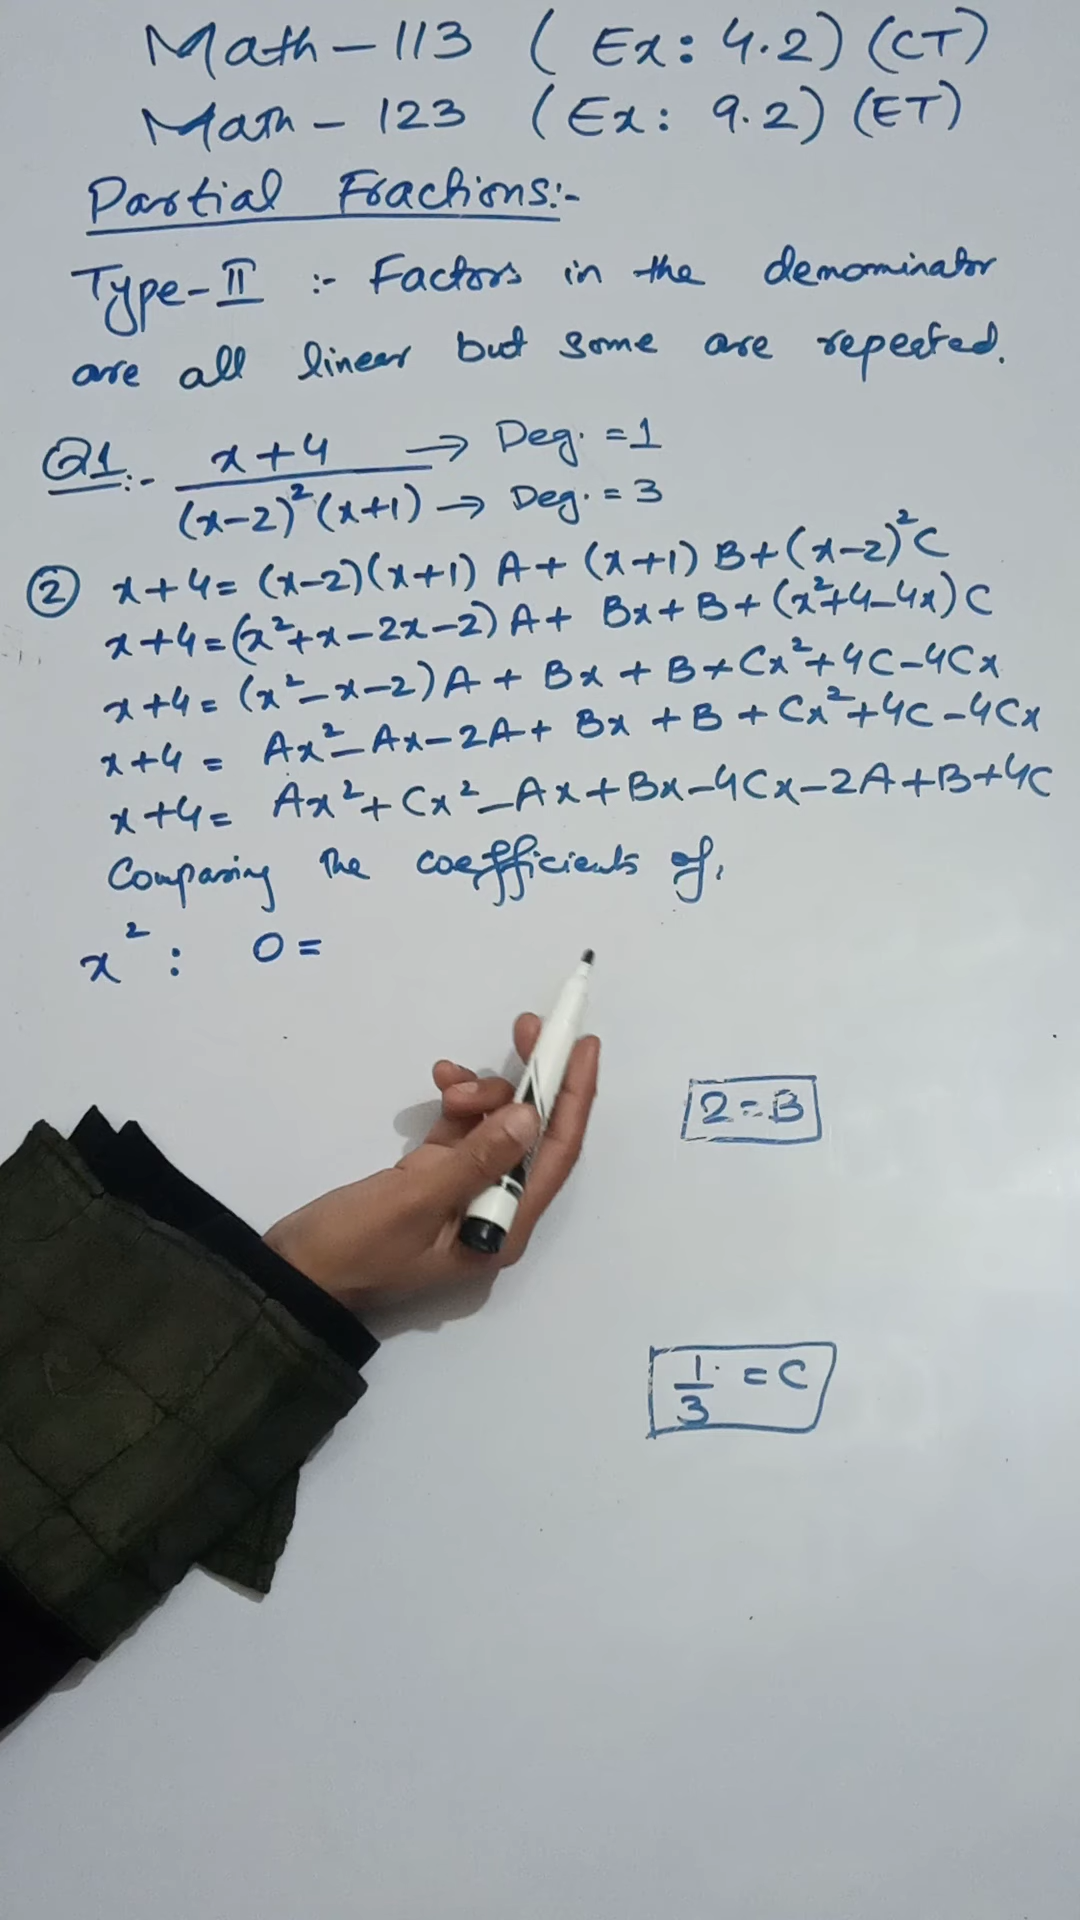 Math - 113 ( Ex: 4.2) (CT)
Math - 123 (Ex: 9.2) (ET)
Partial Fractions:-
Type-II :- Factors in the demominator
are all linear but some are repeated.
Q1:- x+4 → Deg. = 1
(x-2)²(x+1) → Deg. = 3
② x+4 = (x-2)(x+1) A + (x+1) B + (x-2)²C
x+4 = (x²+x-2x-2) A + Bx + B + (x²+4-4x) C
x+4 = (x²-x-2) A + Bx + B + Cx²+4C-4Cx
x+4 = Ax²-Ax-2A + Bx + B + Cx²+4C-4Cx
x+4 = Ax²+Cx²-Ax+Bx-4Cx-2A+B+4C
Comparing the coefficients of,
x² : 0 =
2 = B
1/3 = C